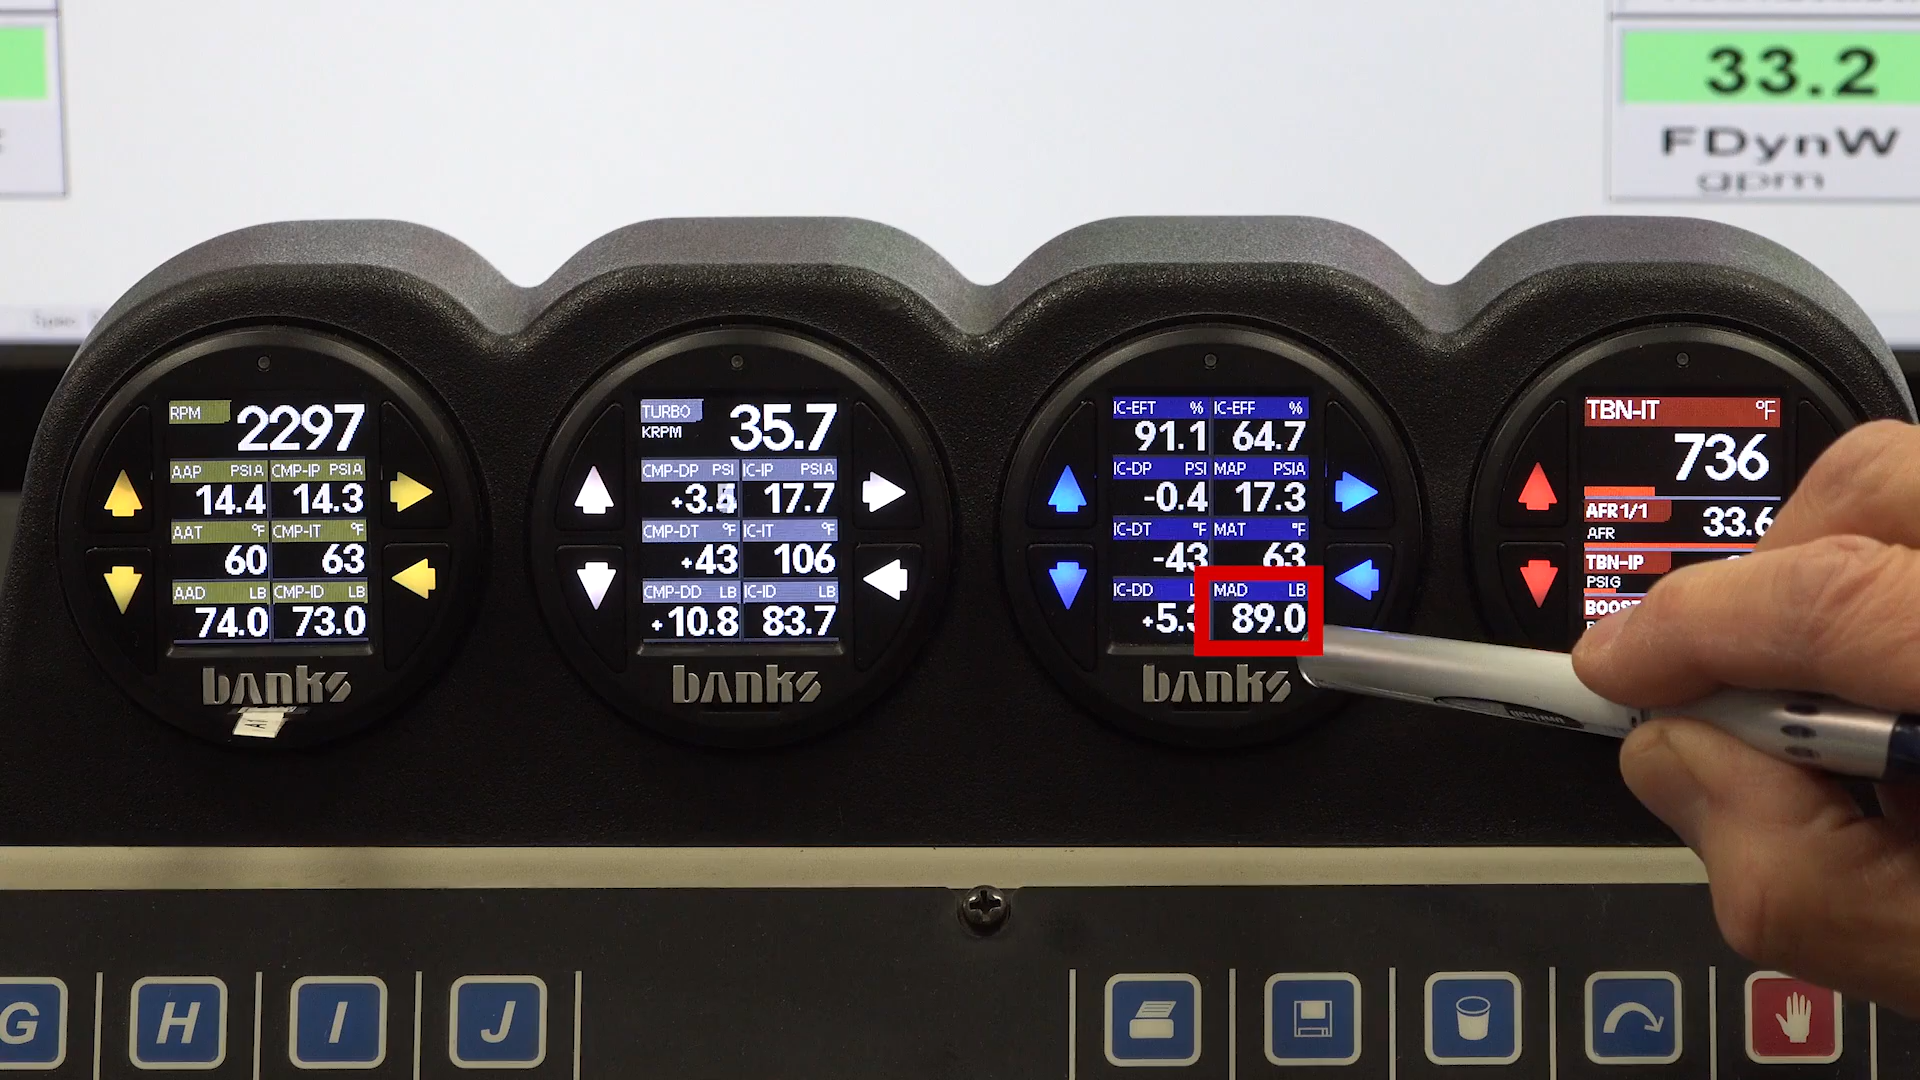 33.2
FDynW
gpm
RPM 2297
AAP PSIA CMP-IP PSIA
14.4 14.3
AAT °F CMP-IT °F
60 63
AAD LB CMP-ID LB
74.0 73.0
banks
A1
TURBO
KRPM 35.7
CMP-DP PSI IC-IP PSIA
17.7
CMP-DT °F IC-IT °F
+43 106
CMP-DD LB IC-ID LB
+10.8 83.7
banks
IC-EFT % IC-EFF %
91.1 64.7
IC-DP PSI MAP PSIA
-0.4 17.3
IC-DT °F MAT °F
-43 63
IC-DD MAD LB
89.0
banks
TBN-IT °F
736
AFR1/1
AFR 33.6
TBN-IP
PSIG
BOOST
G H I J